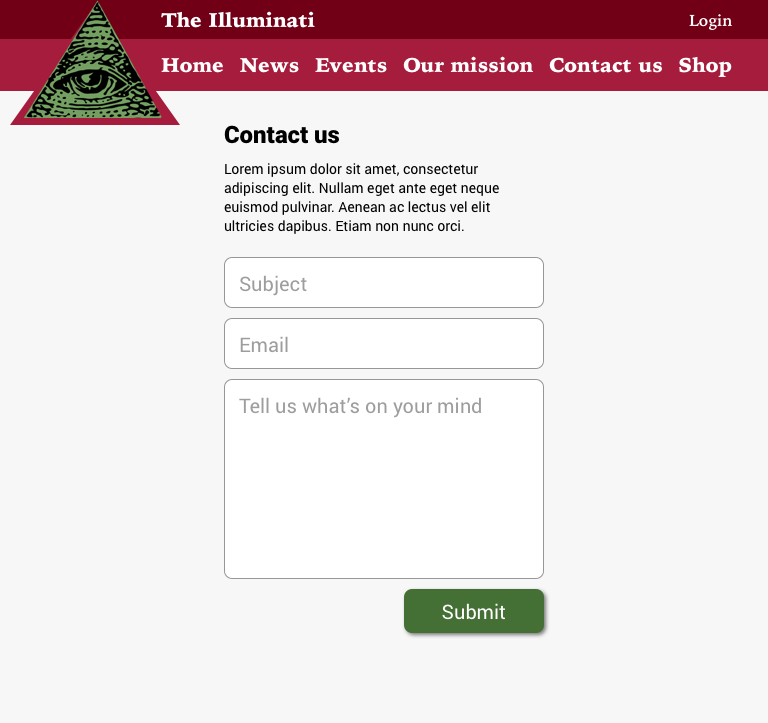 The Illuminati
Login
Home News Events Our mission Contact us Shop
Contact us
Lorem ipsum dolor sit amet, consectetur
adipiscing elit. Nullam eget ante eget neque
euismod pulvinar. Aenean ac lectus vel elit
ultricies dapibus. Etiam non nunc orci.
Subject
Email
Tell us what’s on your mind
Submit